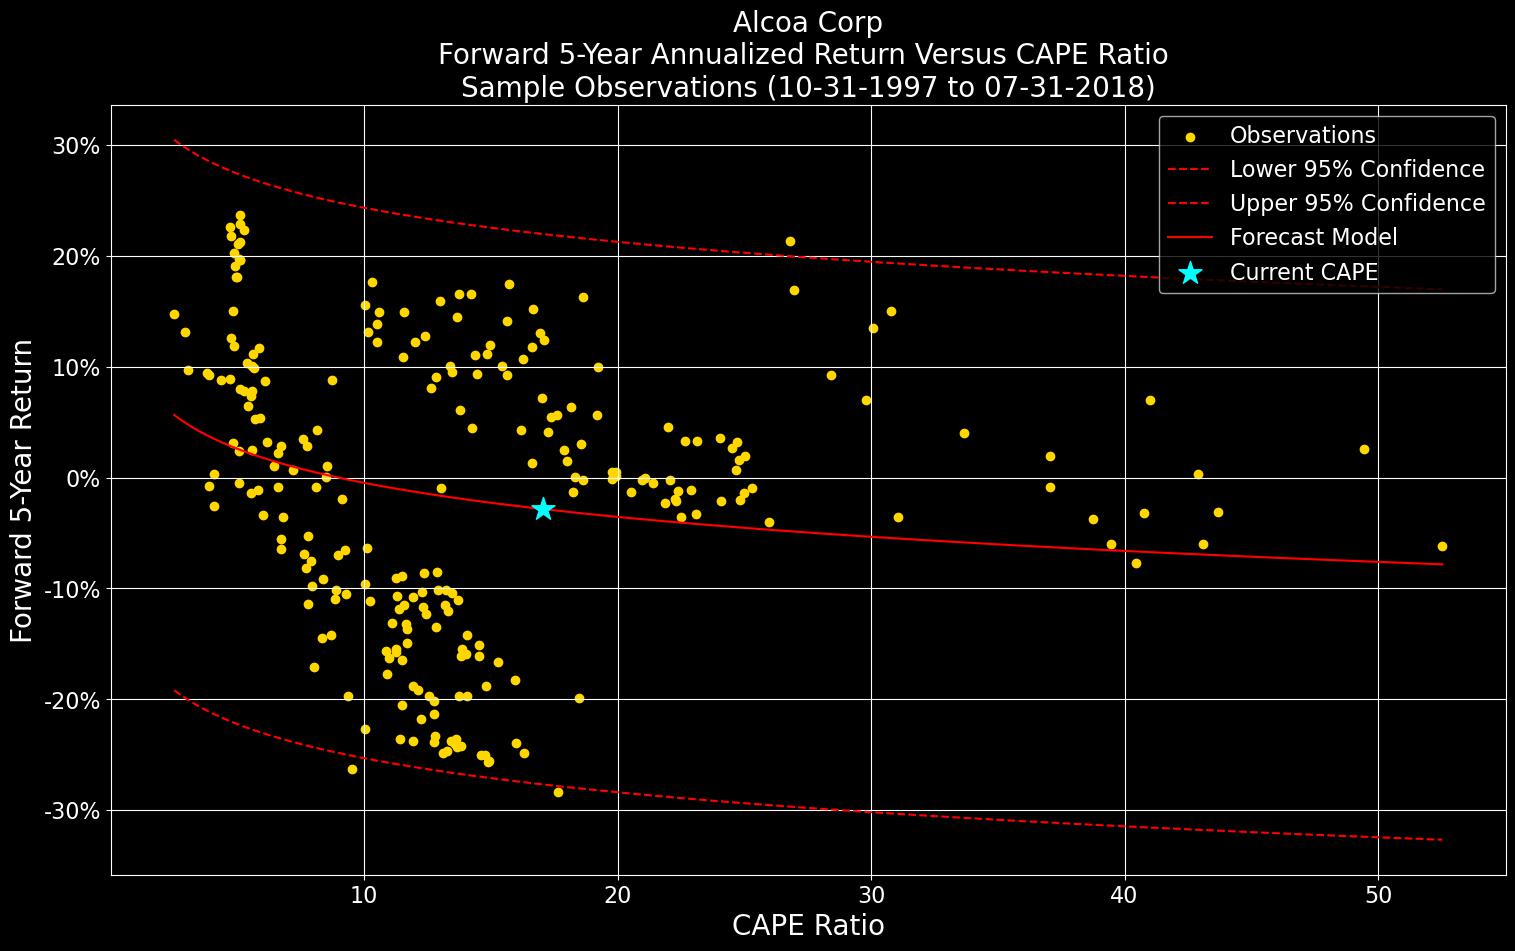 Alcoa Corp
Forward 5-Year Annualized Return Versus CAPE Ratio
Sample Observations (10-31-1997 to 07-31-2018)
Observations
Lower 95% Confidence
Upper 95% Confidence
Forecast Model
Current CAPE
Forward 5-Year Return
30%
20%
10%
0%
-10%
-20%
-30%
10
20
30
40
50
CAPE Ratio